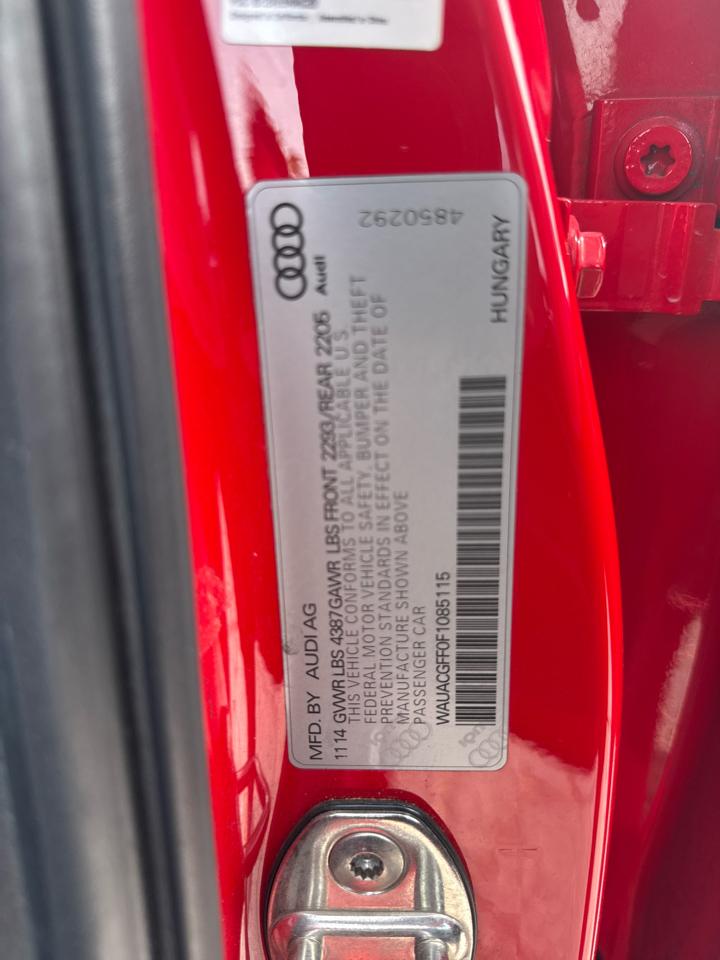 4850292
Audi
MFD. BY AUDI AG
1114 GVWR LBS 4387 GAWR LBS FRONT 2293/REAR 2205
THIS VEHICLE CONFORMS TO ALL APPLICABLE U S
FEDERAL MOTOR VEHICLE SAFETY, BUMPER AND THEFT
PREVENTION STANDARDS IN EFFECT ON THE DATE OF
MANUFACTURE SHOWN ABOVE
PASSENGER CAR
WAUACGFF0F1085115
HUNGARY